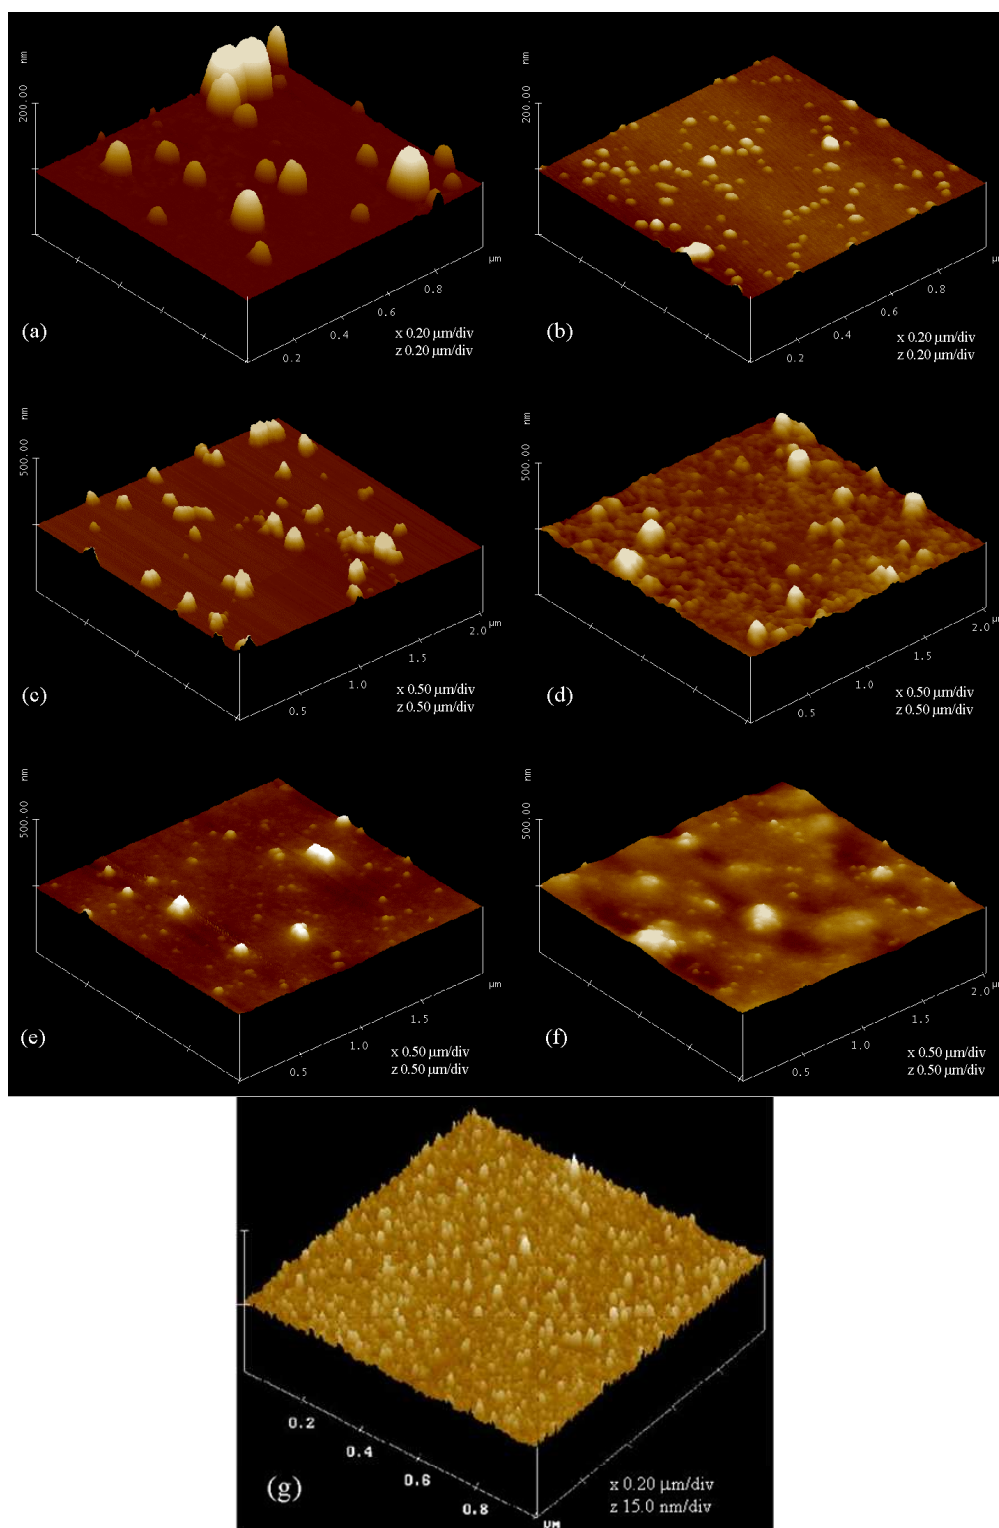 nm
200.00
µm
0.8
0.6
0.4
0.2
(a)
x 0.20 µm/div
z 0.20 µm/div
nm
200.00
µm
0.8
0.6
0.4
0.2
(b)
x 0.20 µm/div
z 0.20 µm/div
nm
500.00
µm
2.0
1.5
1.0
0.5
(c)
x 0.50 µm/div
z 0.50 µm/div
nm
500.00
µm
2.0
1.5
1.0
0.5
(d)
x 0.50 µm/div
z 0.50 µm/div
nm
500.00
µm
1.5
1.0
0.5
(e)
x 0.50 µm/div
z 0.50 µm/div
nm
500.00
µm
2.0
1.5
1.0
0.5
(f)
x 0.50 µm/div
z 0.50 µm/div
0.2
0.4
0.6
0.8
µM
(g)
x 0.20 µm/div
z 15.0 nm/div